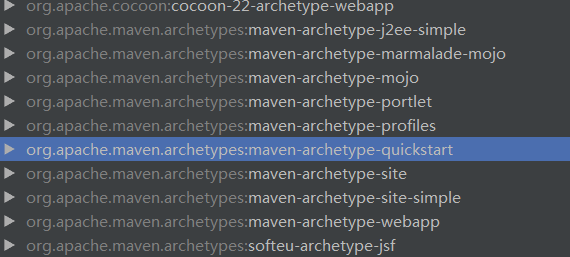 org.apache.cocoon:cocoon-22-archetype-webapp
org.apache.maven.archetypes:maven-archetype-j2ee-simple
org.apache.maven.archetypes:maven-archetype-marmalade-mojo
org.apache.maven.archetypes:maven-archetype-mojo
org.apache.maven.archetypes:maven-archetype-portlet
org.apache.maven.archetypes:maven-archetype-profiles
org.apache.maven.archetypes:maven-archetype-quickstart
org.apache.maven.archetypes:maven-archetype-site
org.apache.maven.archetypes:maven-archetype-site-simple
org.apache.maven.archetypes:maven-archetype-webapp
org.apache.maven.archetypes:softeu-archetype-jsf